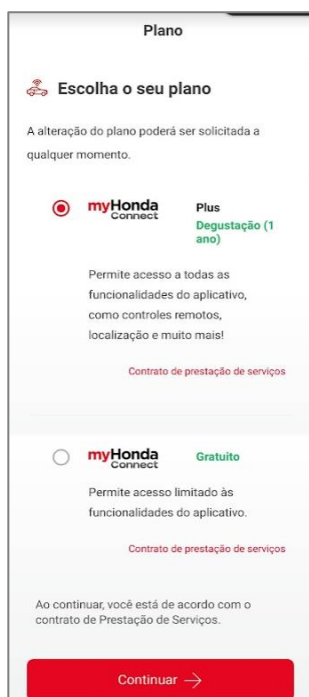 Plano
Escolha o seu plano
A alteração do plano poderá ser solicitada a
qualquer momento.
myHonda
Connect
Plus
Degustação (1
ano)
Permite acesso a todas as
funcionalidades do aplicativo,
como controles remotos,
localização e muito mais!
Contrato de prestação de serviços
myHonda
Connect
Gratuito
Permite acesso limitado às
funcionalidades do aplicativo.
Contrato de prestação de serviços
Ao continuar, você está de acordo com o
contrato de Prestação de Serviços.
Continuar →